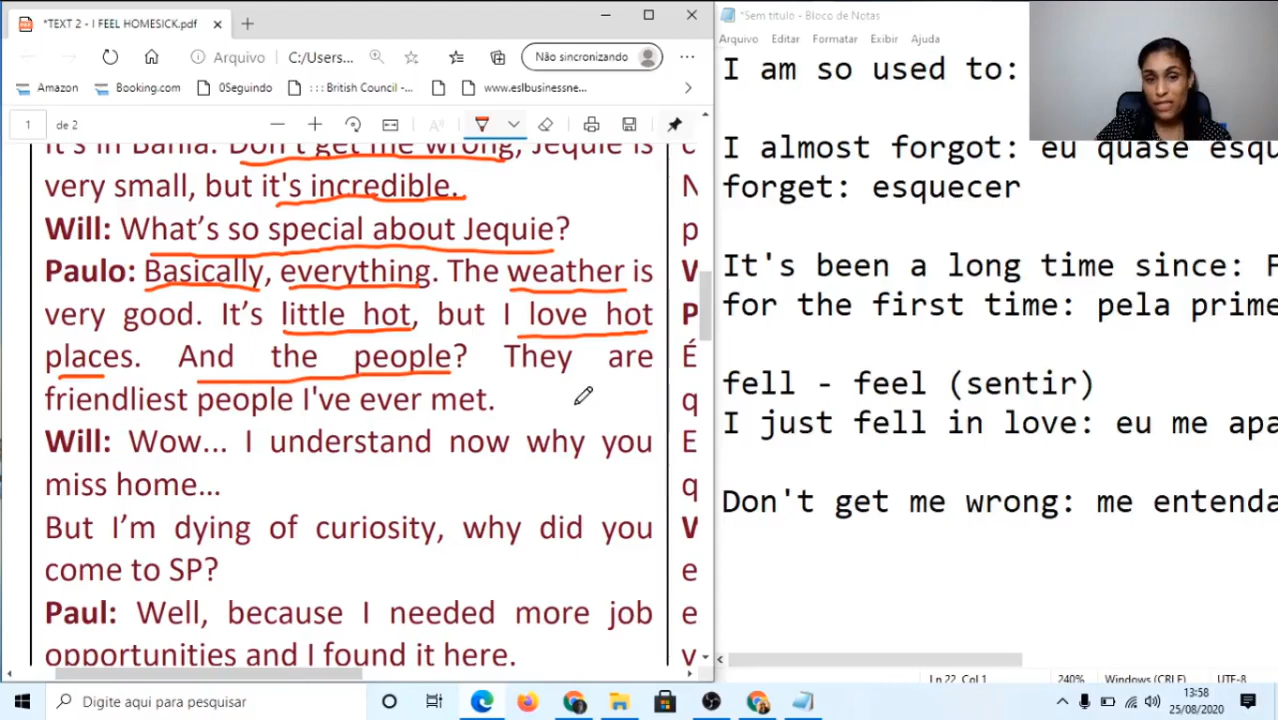 *TEXT 2 - I FEEL HOMESICK.pdf
Arquivo
C:/Users...
Não sincronizando
Amazon
Booking.com
0Seguindo
: : : British Council -...
www.eslbusinessne...
1
de 2
It's in Bahia. Don't get me wrong, Jequie is
very small, but it's incredible.
Will: What's so special about Jequie?
Paulo: Basically, everything. The weather is
very good. It's little hot, but I love hot
places. And the people? They are
friendliest people I've ever met.
Will: Wow... I understand now why you
miss home...
But I'm dying of curiosity, why did you
come to SP?
Paul: Well, because I needed more job
opportunities and I found it here.
c
N
p
V
P
É
q
E
q
V
e
e
v
*Sem título - Bloco de Notas
Arquivo Editar Formatar Exibir Ajuda
I am so used to:
I almost forgot: eu quase esqu
forget: esquecer
It's been a long time since: F
for the first time: pela prime
fell - feel (sentir)
I just fell in love: eu me apa
Don't get me wrong: me entenda
Ln 22, Col 1
240%
Windows (CRLF)
UTF-8
Digite aqui para pesquisar
13:58
25/08/2020